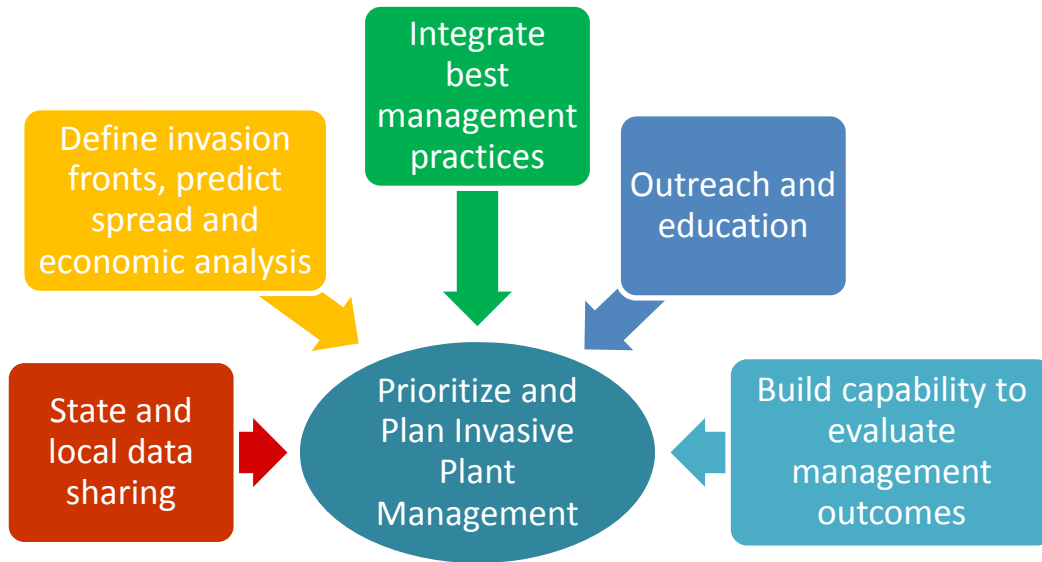 Integrate
best
management
practices
Define invasion
fronts, predict
spread and
economic analysis
Outreach and
education
State and
local data
sharing
Prioritize and
Plan Invasive
Plant
Management
Build capability to
evaluate
management
outcomes